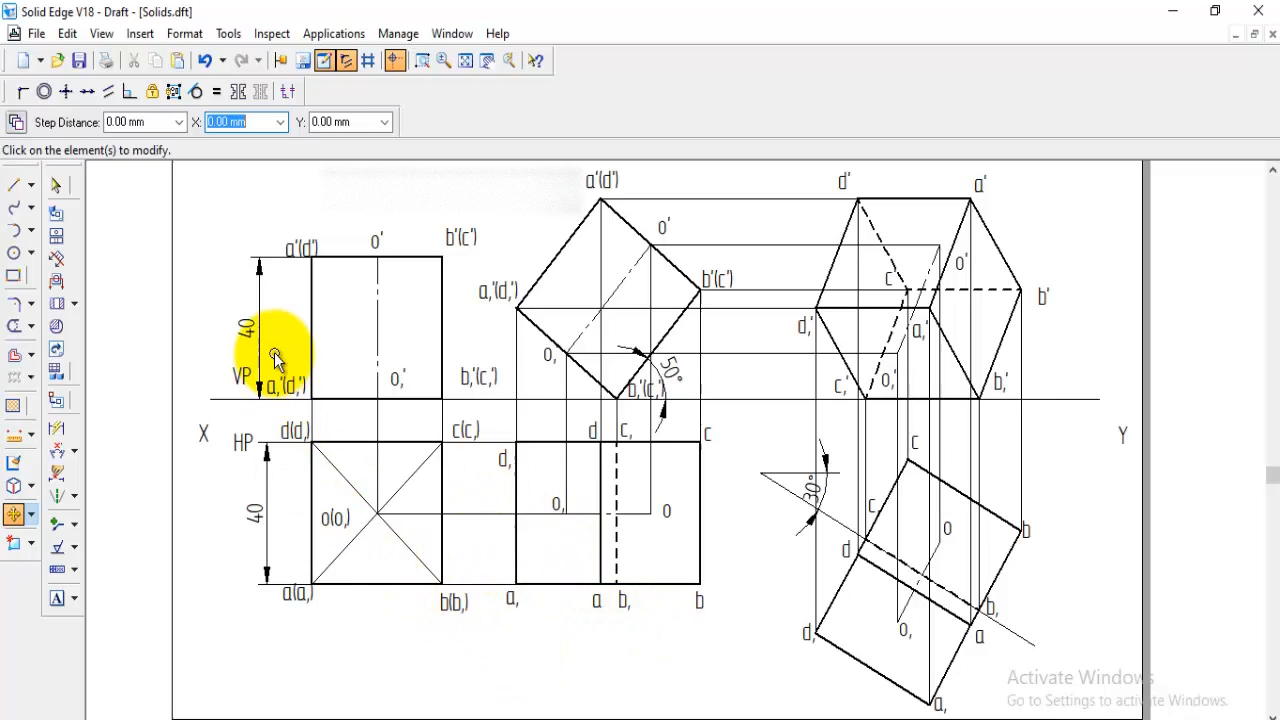 Solid Edge V18 - Draft - [Solids.dft]
File Edit View Insert Format Tools Inspect Applications Manage Window Help
Step Distance: 0.00 mm X: 0.00 mm Y: 0.00 mm
Click on the element(s) to modify.
a'(d') o' b'(c')
40
VP a,'(d,') o,' b,'(c,')
a'(d')
o'
b'(c')
a,'(d,')
o,
50°
b,'(c,')
d' a'
o'
c'
b'
d,' a,'
c,' o,' b,'
X Y
HP
d(d,) c(c,)
40
o(o,)
a(a,) b(b,)
d c, c
d,
o, o
a, a b, b
30°
c
c,
o b
d
b,
d, o, a
a,
Activate Windows
Go to Settings to activate Windows.
A